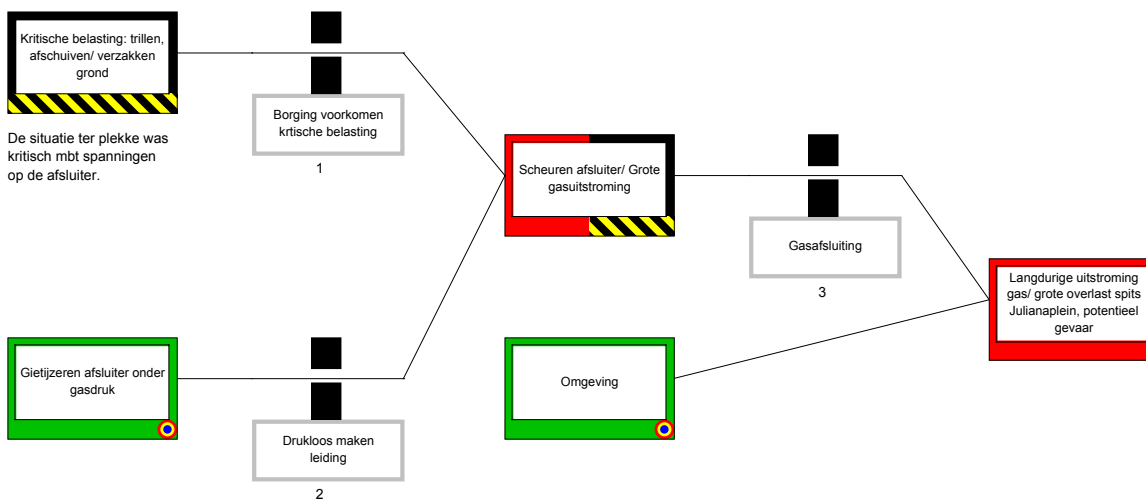 Kritische belasting: trillen,
afschuiven/ verzakken
grond
De situatie ter plekke was
kritisch mbt spanningen
op de afsluiter.
Borging voorkomen
krtische belasting
1
Scheuren afsluiter/ Grote
gasuitstroming
Gasafsluiting
3
Langdurige uitstroming
gas/ grote overlast spits
Julianaplein, potentieel
gevaar
Gietijzeren afsluiter onder
gasdruk
Drukloos maken
leiding
2
Omgeving